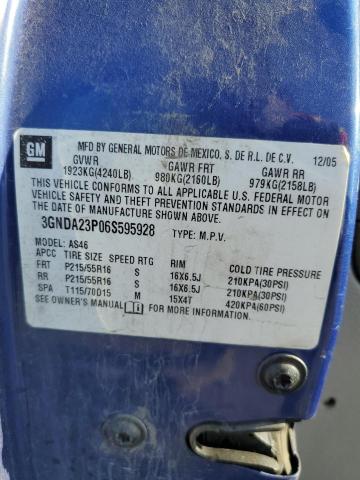 GM
MFD BY GENERAL MOTORS DE MEXICO, S. DE R.L. DE C.V. 12/05
GVWR GAWR FRT GAWR RR
1923KG(4240LB) 980KG(2160LB) 979KG(2158LB)
THIS VEHICLE CONFORMS TO ALL APPLICABLE U.S. FEDERAL MOTOR
VEHICLE SAFETY AND THEFT PREVENTION STANDARDS IN
EFFECT ON THE DATE OF MANUFACTURE SHOWN ABOVE.
3GNDA23P06S595928 TYPE: M.P.V.
MODEL: AS46
APCC TIRE SIZE SPEED RTG RIM COLD TIRE PRESSURE
FRT P215/55R16 S 16X6.5J 210KPA(30PSI)
RR P215/55R16 S 16X6.5J 210KPA(30PSI)
SPA T115/70D15 M 15X4T 420KPA(60PSI)
SEE OWNER'S MANUAL FOR MORE INFORMATION